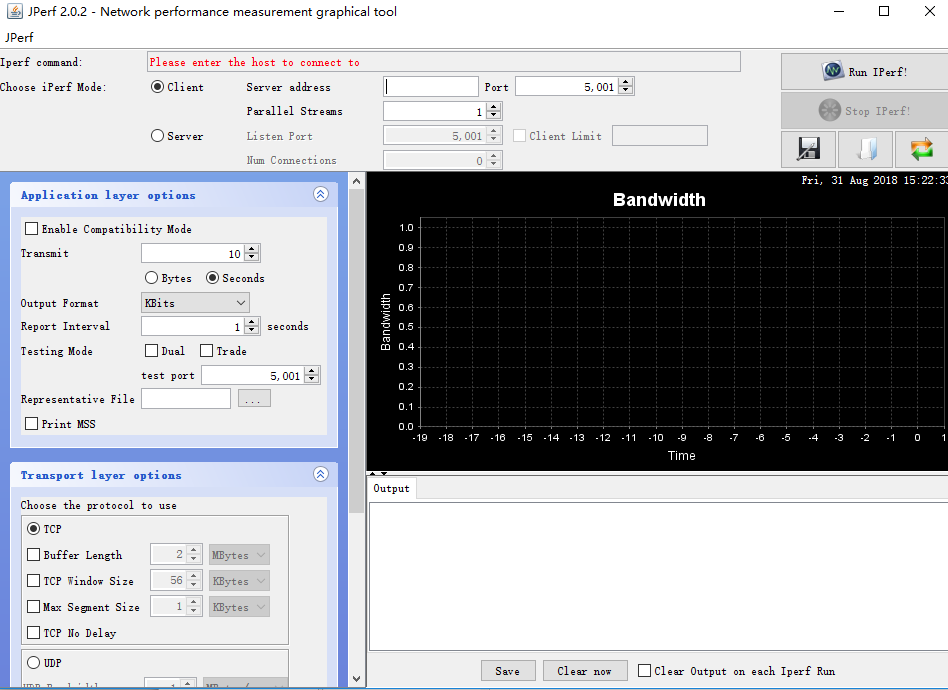 JPerf 2.0.2 - Network performance measurement graphical tool
JPerf
Iperf command:
Please enter the host to connect to
Choose iPerf Mode:
Client
Server address
Port
5,001
Parallel Streams
1
Server
Listen Port
5,001
Client Limit
Num Connections
0
Run IPerf!
Stop IPerf!
Application layer options
Enable Compatibility Mode
Transmit
10
Bytes
Seconds
Output Format
KBits
Report Interval
1
seconds
Testing Mode
Dual
Trade
test port
5,001
Representative File
...
Print MSS
Transport layer options
Choose the protocol to use
TCP
Buffer Length
2
MBytes
TCP Window Size
56
KBytes
Max Segment Size
1
KBytes
TCP No Delay
UDP
Fri, 31 Aug 2018 15:22:33
Bandwidth
Bandwidth
1.0
0.9
0.8
0.7
0.6
0.5
0.4
0.3
0.2
0.1
0.0
-19 -18 -17 -16 -15 -14 -13 -12 -11 -10 -9 -8 -7 -6 -5 -4 -3 -2 -1 0 1
Time
Output
Save
Clear now
Clear Output on each Iperf Run